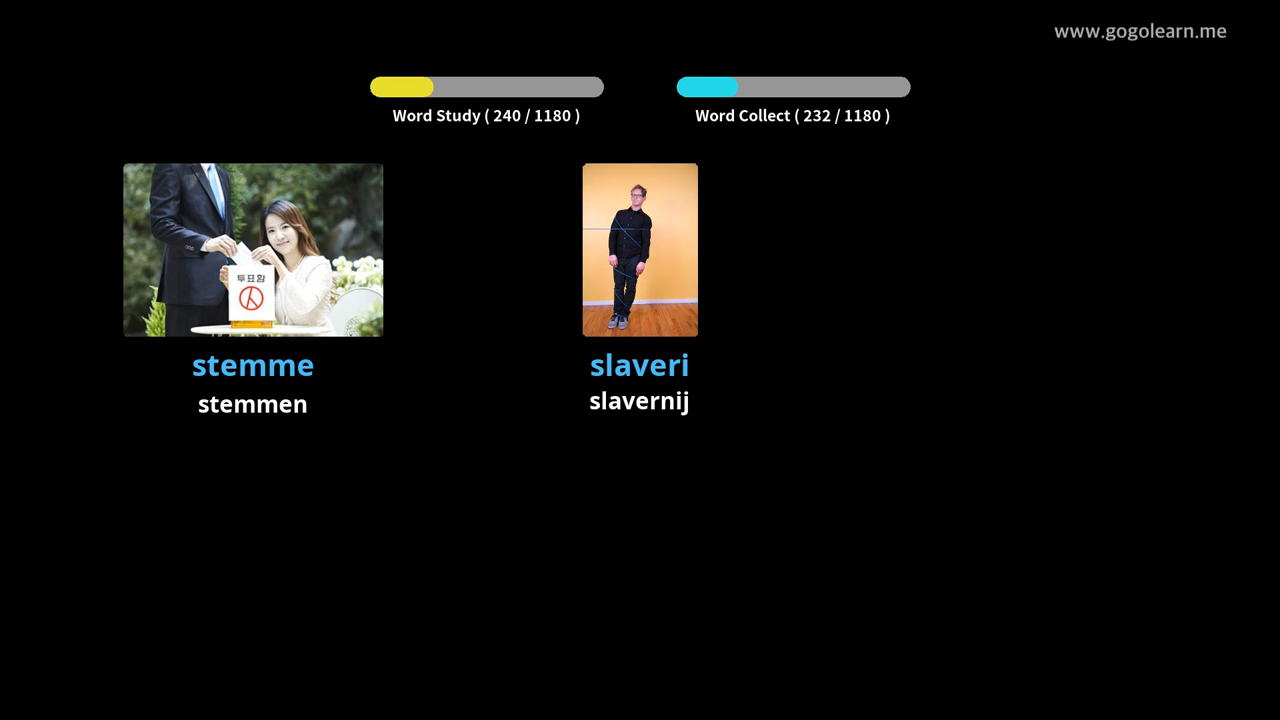 www.gogolearn.me
Word Study ( 240 / 1180 )
Word Collect ( 232 / 1180 )
투표함
stemme
stemmen
slaveri
slavernij